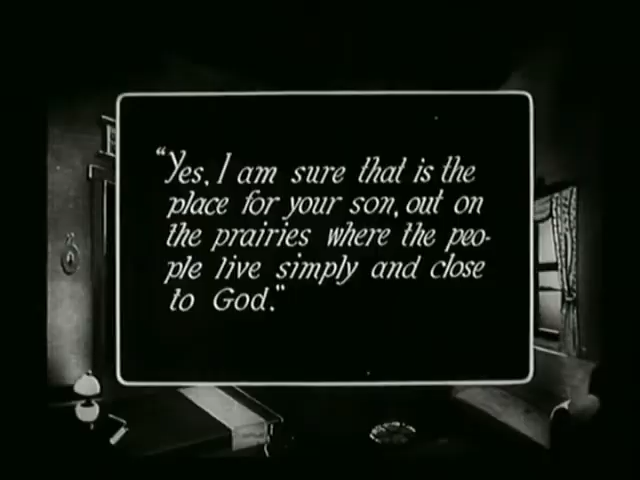 "Yes, I am sure that is the
place for your son, out on
the prairies where the peo-
ple live simply and close
to God."